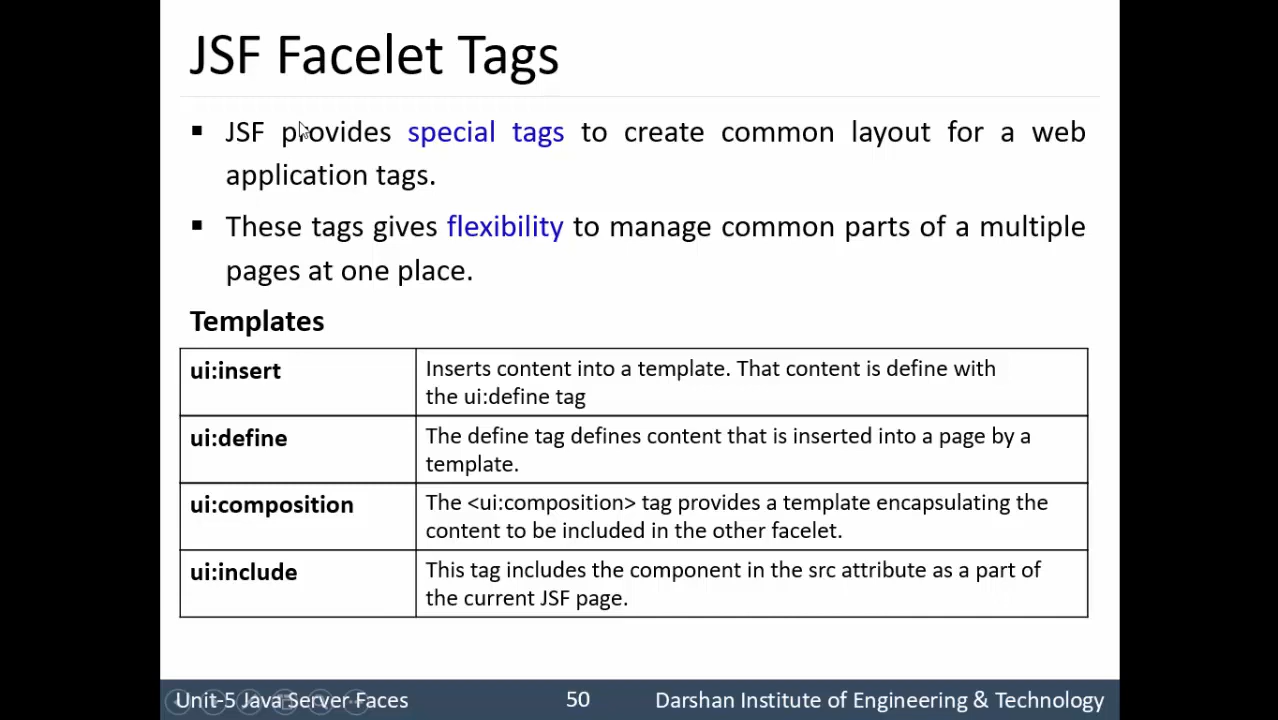 JSF Facelet Tags
JSF provides special tags to create common layout for a web
application tags.
These tags gives flexibility to manage common parts of a multiple
pages at one place.
Templates
ui:insert
Inserts content into a template. That content is define with
the ui:define tag
ui:define
The define tag defines content that is inserted into a page by a
template.
ui:composition
The <ui:composition> tag provides a template encapsulating the
content to be included in the other facelet.
ui:include
This tag includes the component in the src attribute as a part of
the current JSF page.
Unit-5 Java Server Faces
50
Darshan Institute of Engineering & Technology